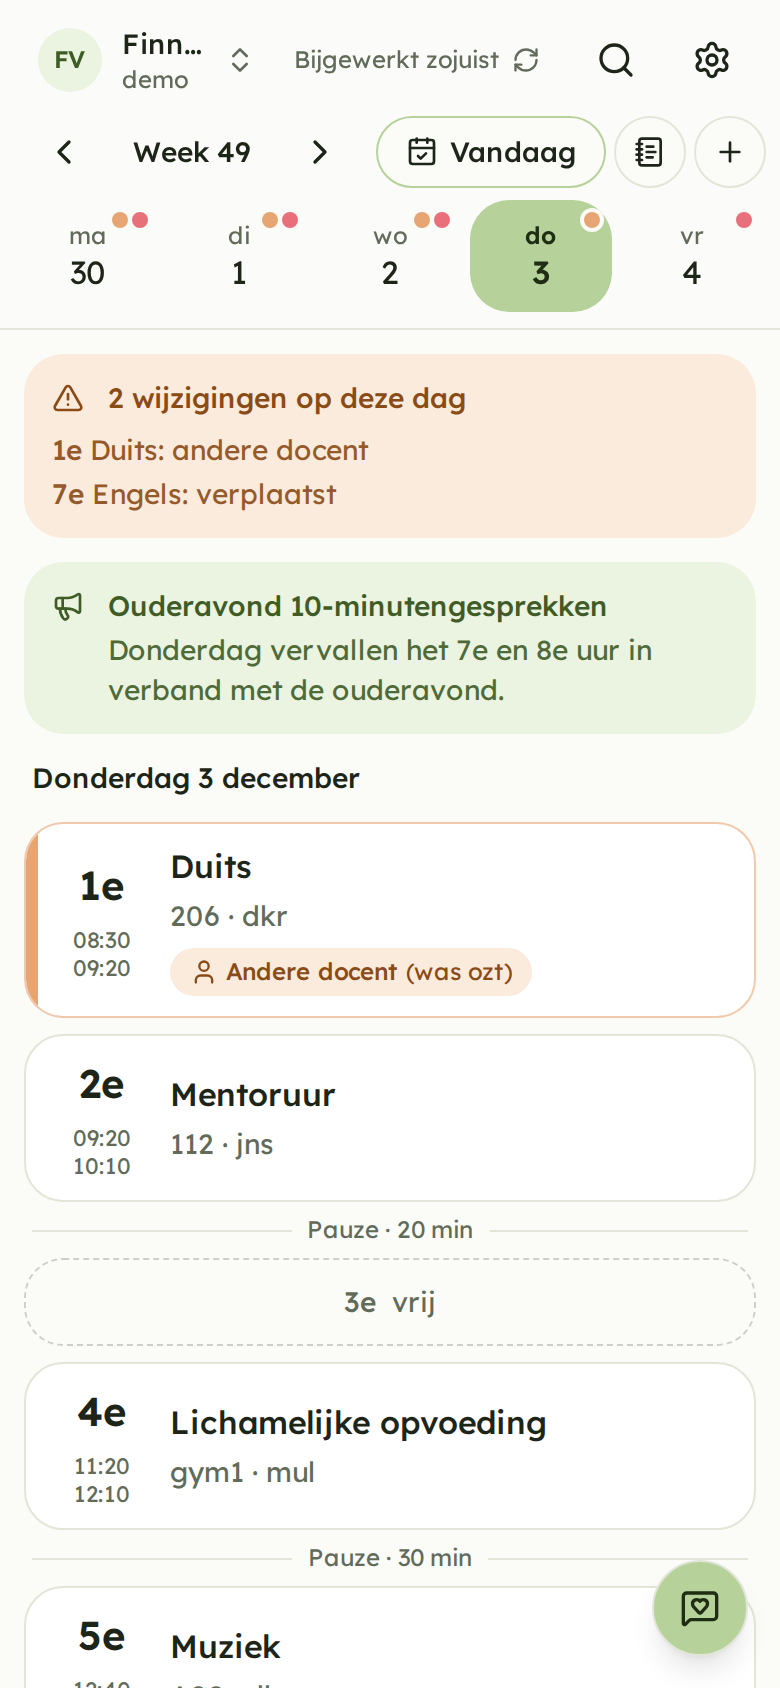 FV
Finn...
demo
Bijgewerkt zojuist
Week 49
Vandaag
ma
30
di
1
wo
2
do
3
vr
4
2 wijzigingen op deze dag
1e Duits: andere docent
7e Engels: verplaatst
Ouderavond 10-minutengesprekken
Donderdag vervallen het 7e en 8e uur in
verband met de ouderavond.
Donderdag 3 december
1e
08:30
09:20
Duits
206 · dkr
Andere docent (was ozt)
2e
09:20
10:10
Mentoruur
112 · jns
Pauze · 20 min
3e vrij
4e
11:20
12:10
Lichamelijke opvoeding
gym1 · mul
Pauze · 30 min
5e
Muziek